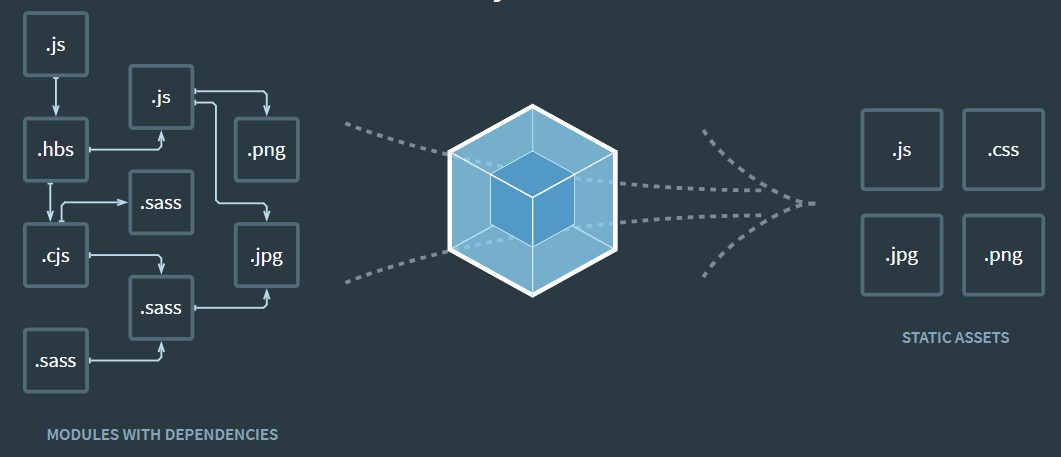 .js
.js
.hbs
.png
.sass
.cjs
.jpg
.sass
.sass
MODULES WITH DEPENDENCIES
.js
.css
.jpg
.png
STATIC ASSETS